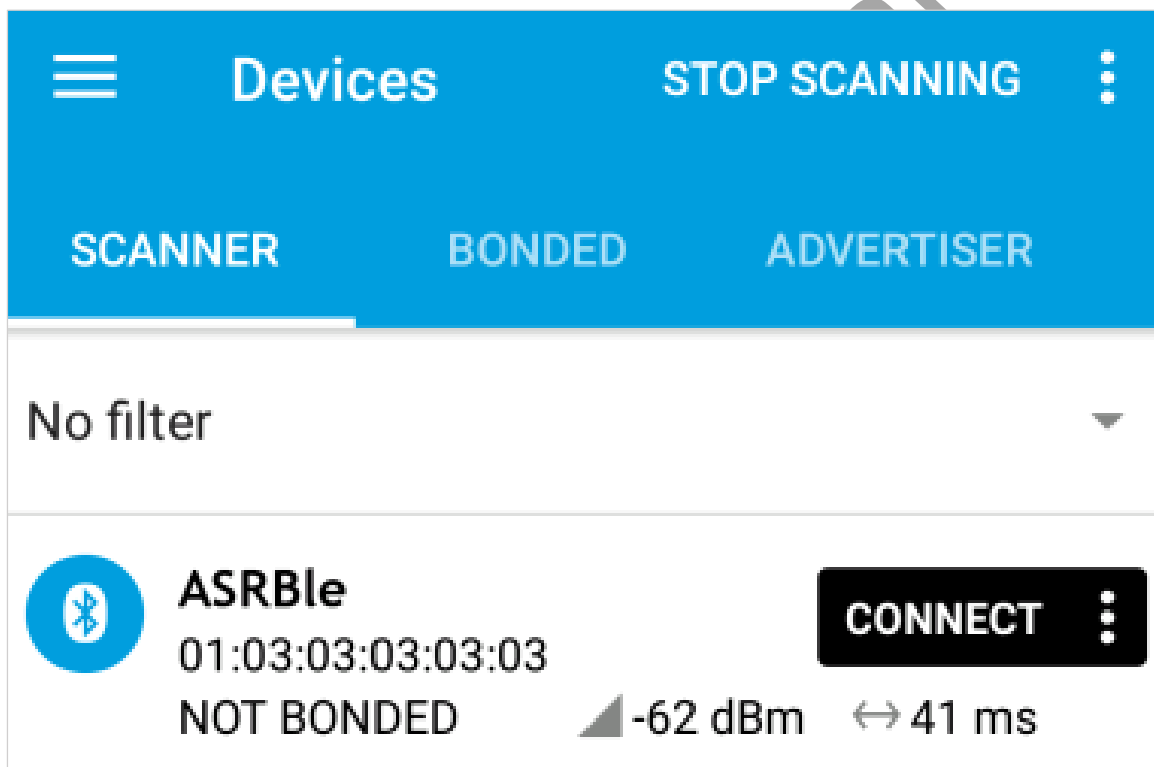 Devices STOP SCANNING
SCANNER BONDED ADVERTISER
No filter
ASRBle
CONNECT
01:03:03:03:03:03
NOT BONDED -62 dBm 41 ms